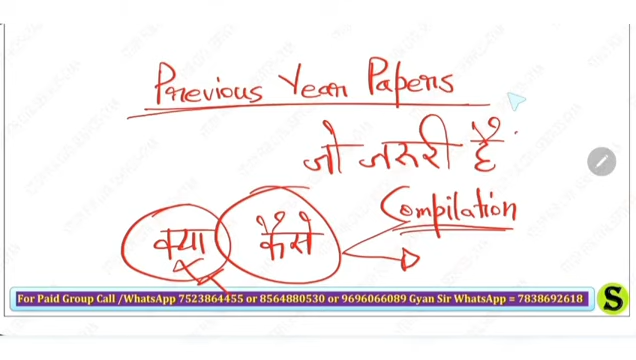 Previous Year Papers
जो जरूरी है
क्या कैसे Compilation
For Paid Group Call /WhatsApp 7523864455 or 8564880530 or 9696066089 Gyan Sir WhatsApp = 7838692618
S